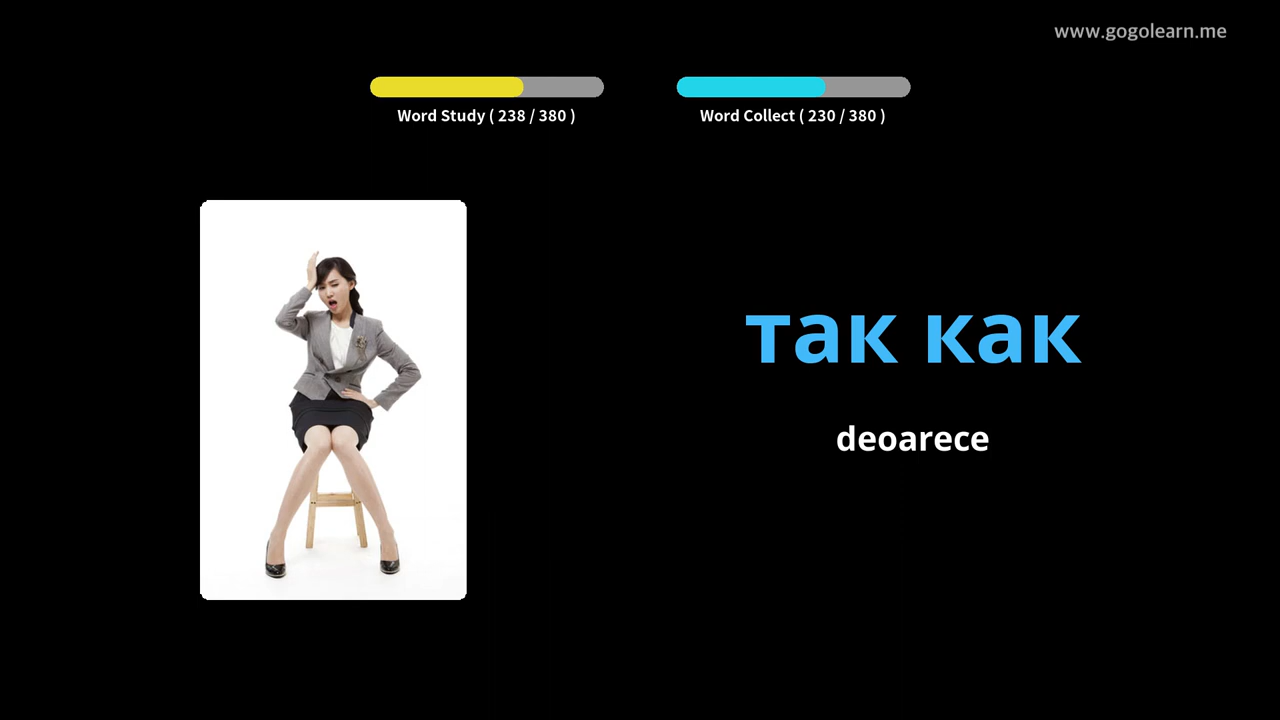 www.gogolearn.me
Word Study ( 238 / 380 )
Word Collect ( 230 / 380 )
так как
deoarece